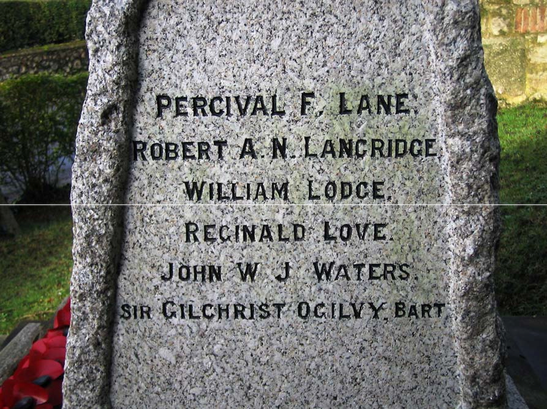 PERCIVAL F. LANE.
ROBERT A. N. LANGRIDGE
WILLIAM LODGE.
REGINALD LOVE.
JOHN W J WATERS.
SIR GILCHRIST OGILVY. BART